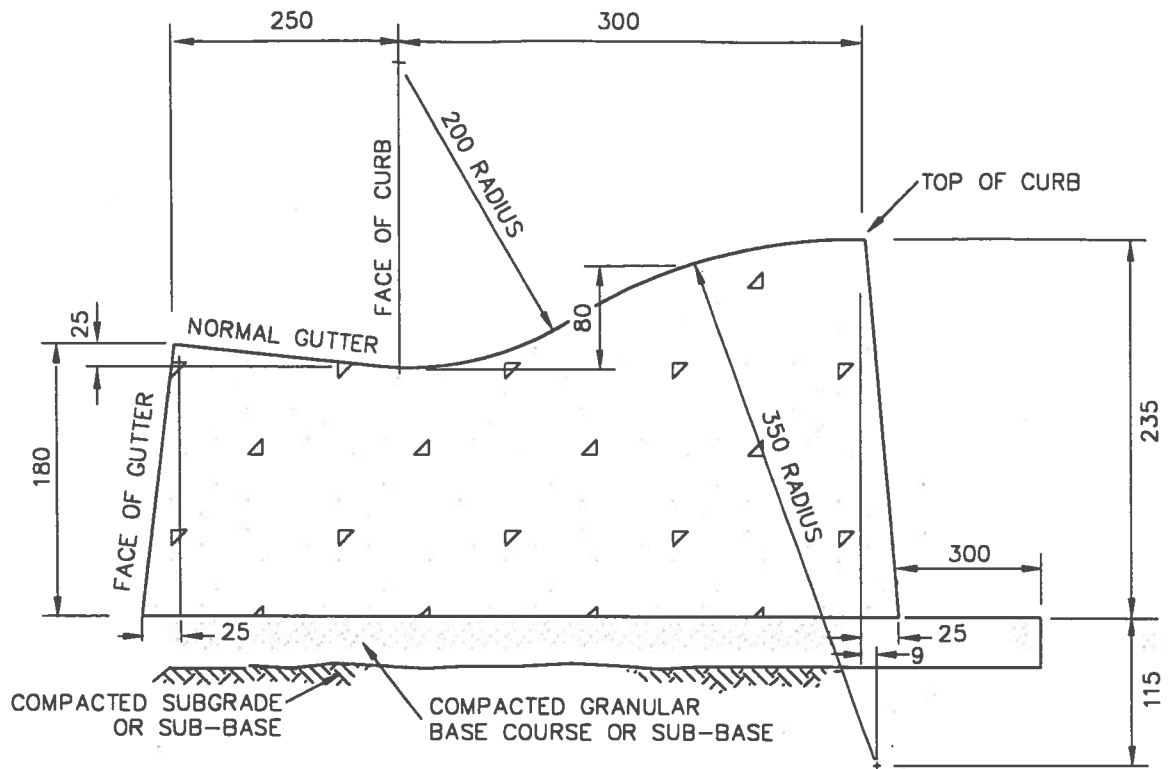 250
300
200 RADIUS
FACE OF CURB
TOP OF CURB
25
NORMAL GUTTER
80
180
FACE OF GUTTER
350 RADIUS
235
300
25
25
9
115
COMPACTED SUBGRADE
OR SUB-BASE
COMPACTED GRANULAR
BASE COURSE OR SUB-BASE